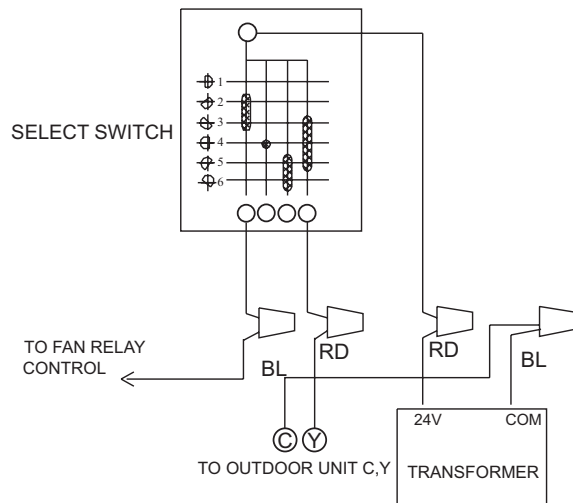 1
2
3
SELECT SWITCH
4
5
6
TO FAN RELAY
CONTROL
BL
RD
RD
BL
24V
COM
C Y
TO OUTDOOR UNIT C,Y
TRANSFORMER